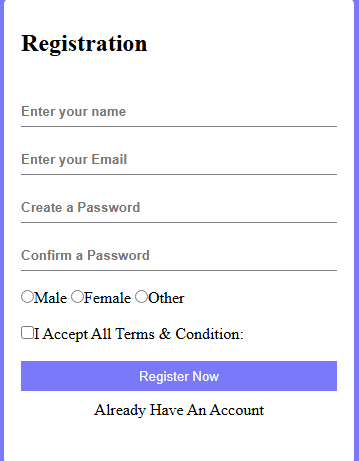 Registration
Enter your name
Enter your Email
Create a Password
Confirm a Password
Male Female Other
I Accept All Terms & Condition:
Register Now
Already Have An Account